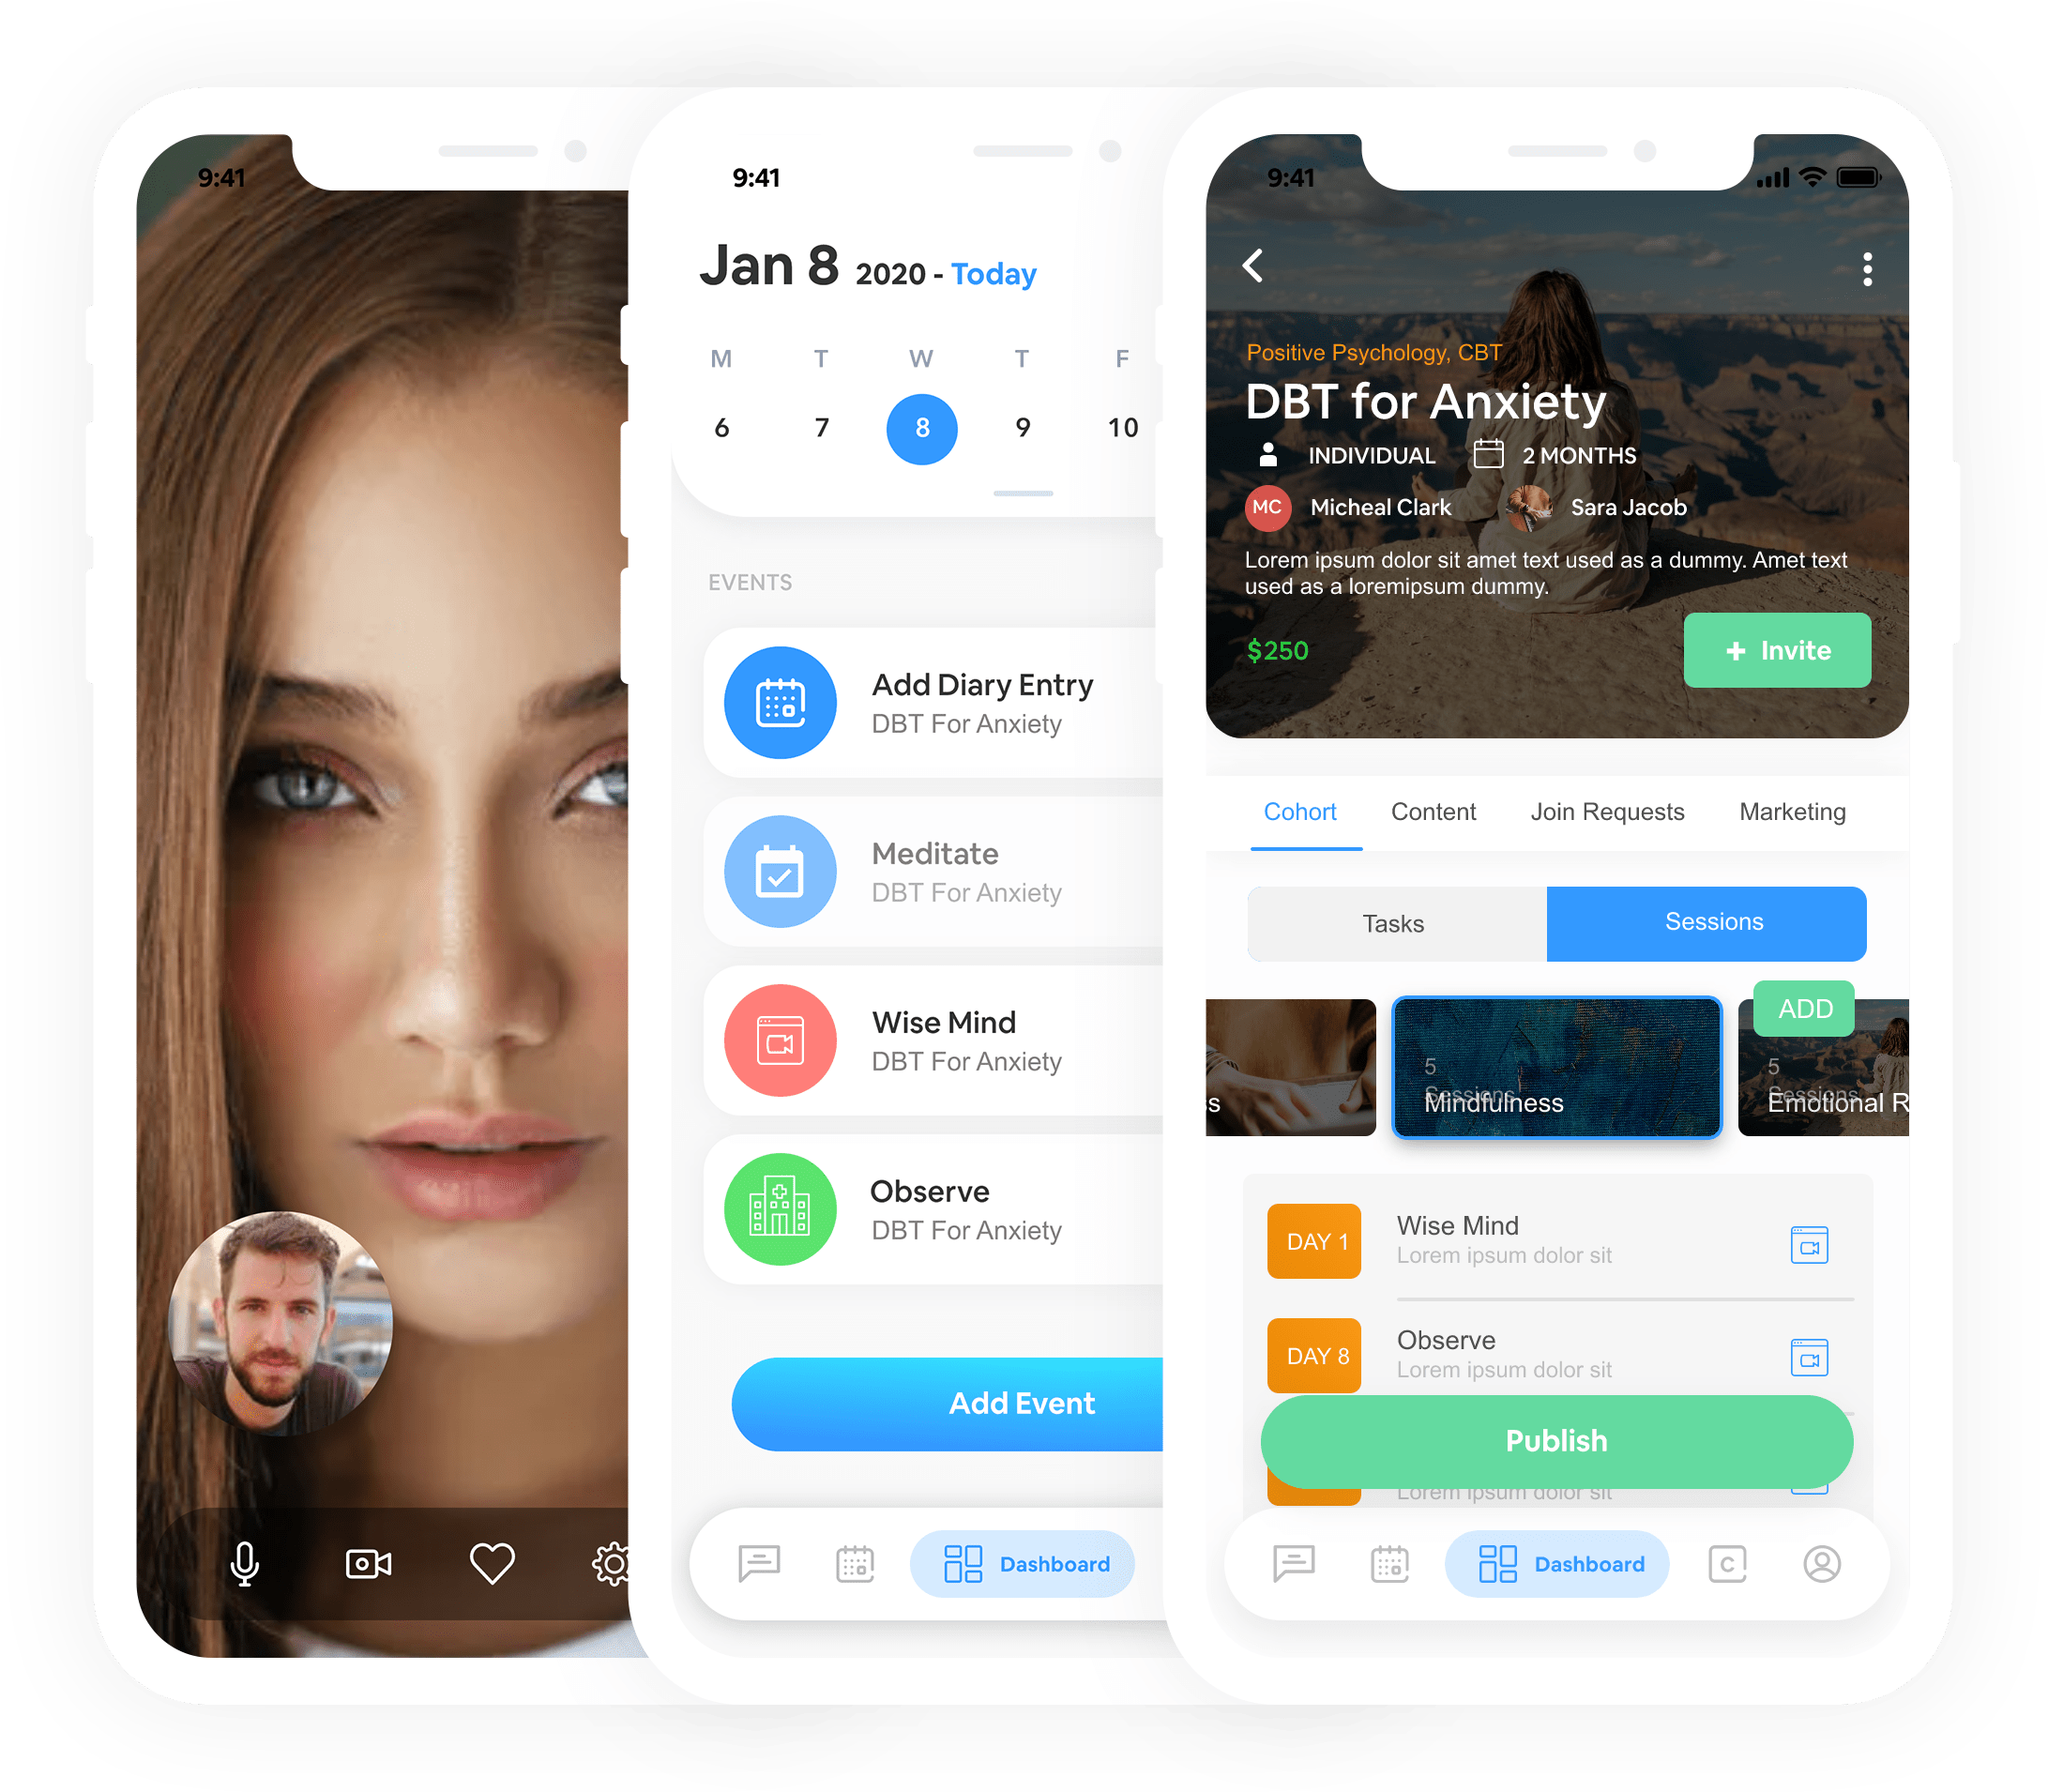 9:41
9:41
Jan 8 2020 - Today
M T W T F
6 7 8 9 10
EVENTS
Add Diary Entry
DBT For Anxiety
Meditate
DBT For Anxiety
Wise Mind
DBT For Anxiety
Observe
DBT For Anxiety
Add Event
Dashboard
9:41
Positive Psychology, CBT
DBT for Anxiety
INDIVIDUAL 2 MONTHS
MC Micheal Clark Sara Jacob
Lorem ipsum dolor sit amet text used as a dummy. Amet text
used as a loremipsum dummy.
$250 + Invite
Cohort Content Join Requests Marketing
Tasks Sessions
ADD
5 5
Sessions Sessions
s Mindfulness Emotional R
DAY 1 Wise Mind
Lorem ipsum dolor sit
DAY 8 Observe
Lorem ipsum dolor sit
Publish
Lorem ipsum dolor sit
Dashboard C